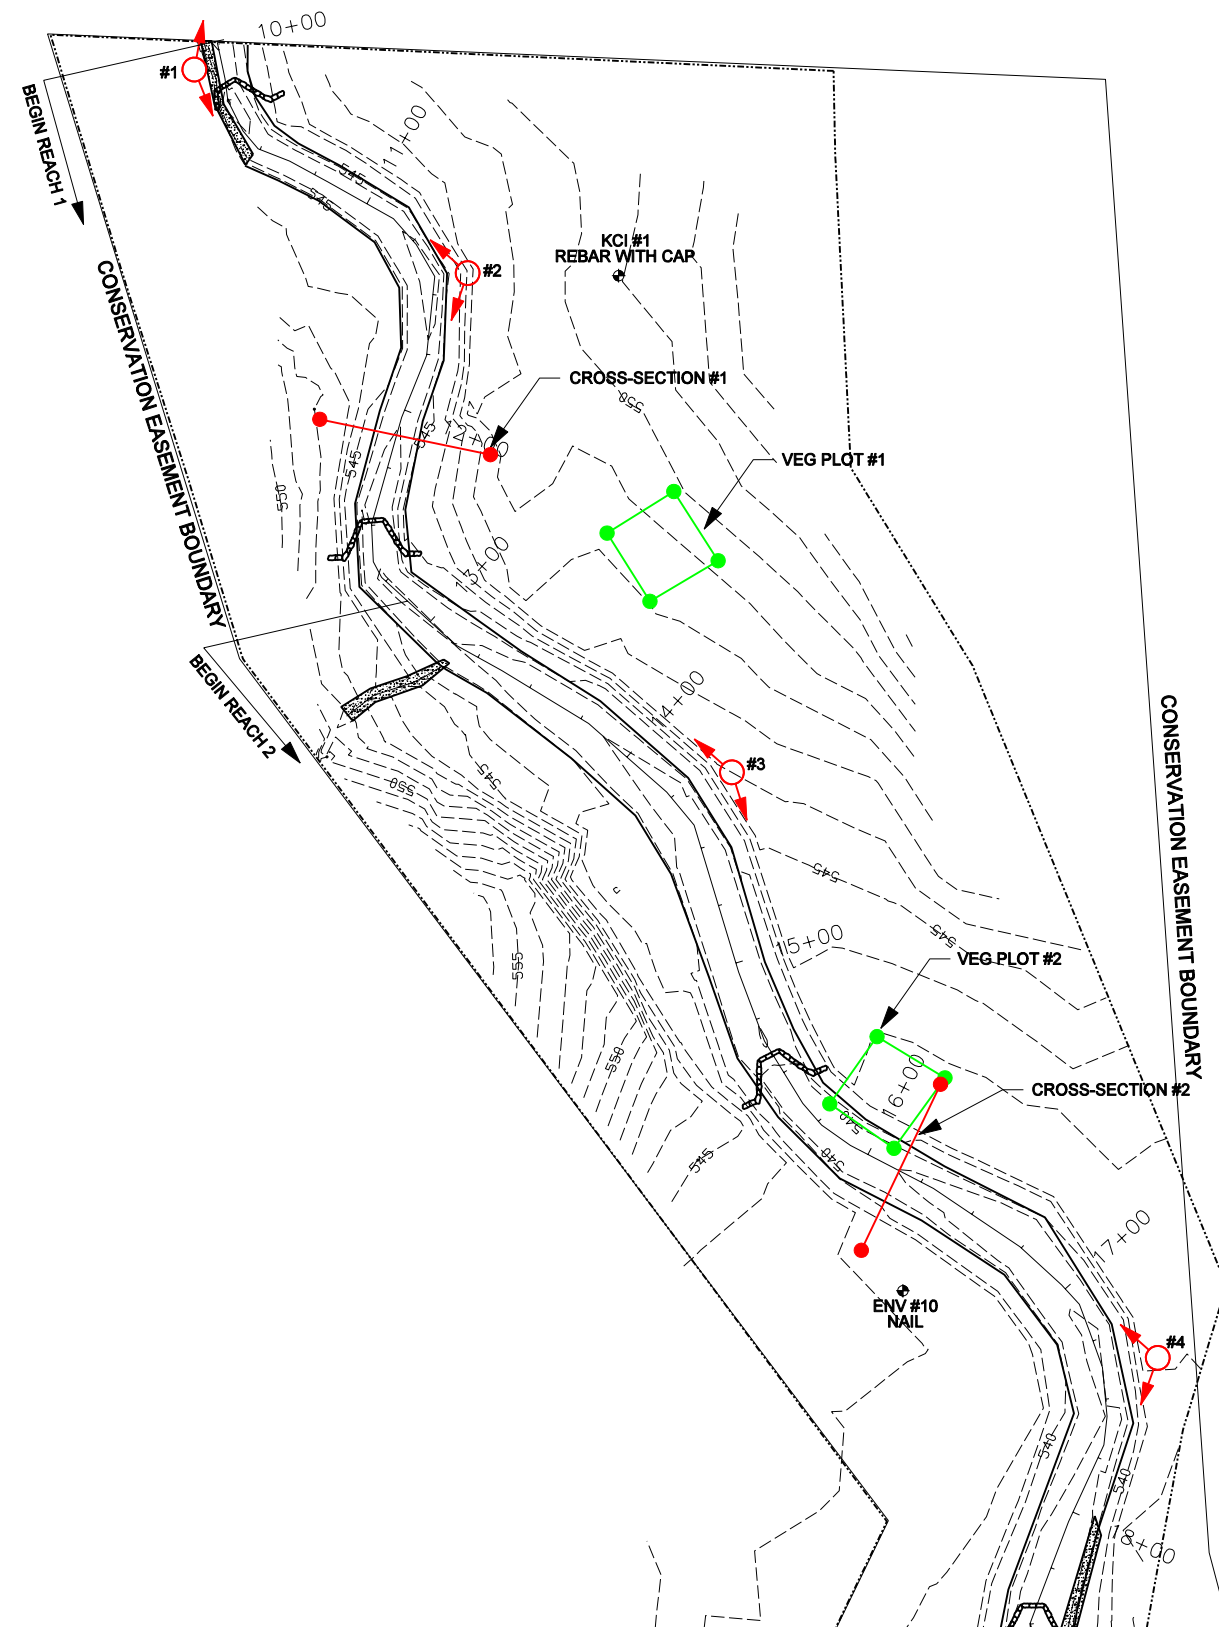 10+00
#1
BEGIN REACH 1
11+00
545
545
CONSERVATION EASEMENT BOUNDARY
#2
KCI #1
REBAR WITH CAP
CROSS-SECTION #1
550
12+00
545
545
550
VEG PLOT #1
13+00
BEGIN REACH 2
14+00
#3
545
550
CONSERVATION EASEMENT BOUNDARY
545
545
15+00
555
VEG PLOT #2
550
16+00
CROSS-SECTION #2
540
540
545
17+00
ENV #10
NAIL
#4
540
540
18+00